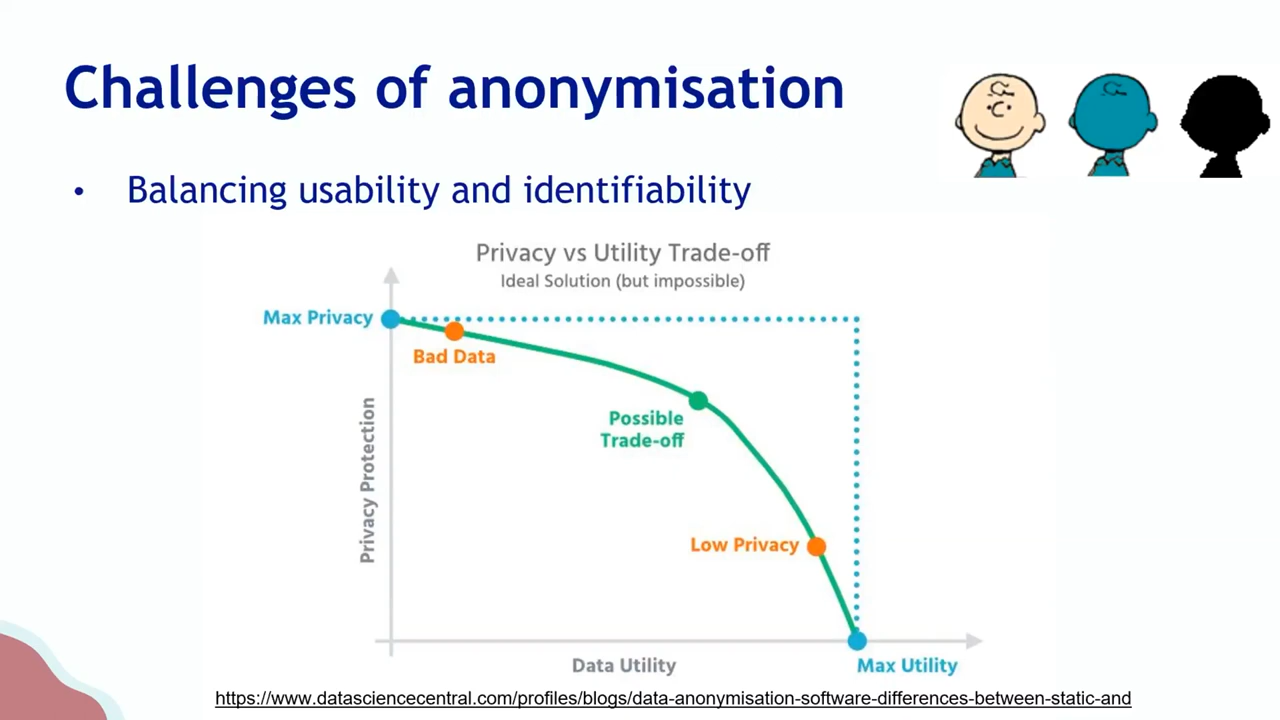 Challenges of anonymisation
• Balancing usability and identifiability
Privacy vs Utility Trade-off
Ideal Solution (but impossible)
Max Privacy
Bad Data
Possible
Trade-off
Privacy Protection
Low Privacy
Data Utility
Max Utility
https://www.datasciencecentral.com/profiles/blogs/data-anonymisation-software-differences-between-static-and